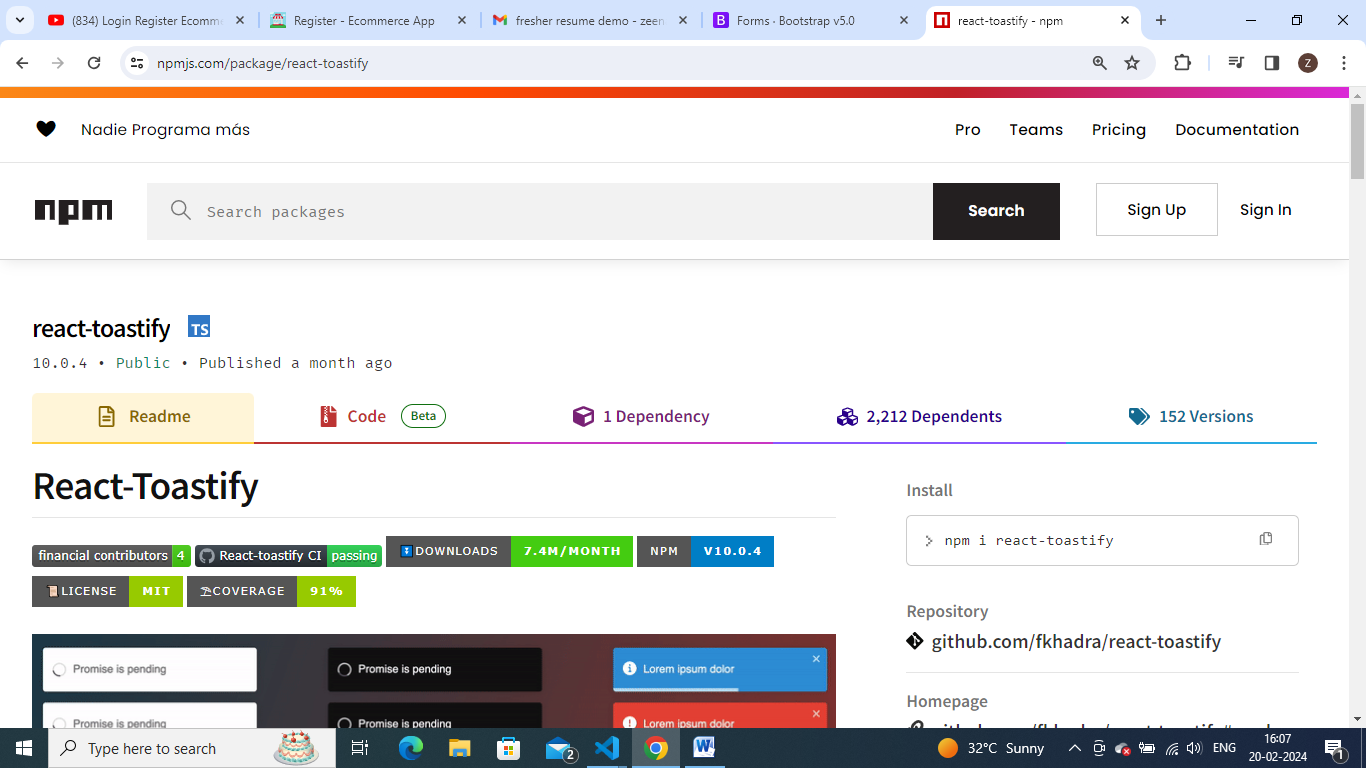 (834) Login Register Ecomme
Register - Ecommerce App
fresher resume demo - zeen
Forms · Bootstrap v5.0
react-toastify - npm
npmjs.com/package/react-toastify
Z
Nadie Programa más
Pro
Teams
Pricing
Documentation
npm
Search packages
Search
Sign Up
Sign In
react-toastify TS
10.0.4 • Public • Published a month ago
Readme
Code Beta
1 Dependency
2,212 Dependents
152 Versions
React-Toastify
Install
npm i react-toastify
financial contributors 4
React-toastify CI passing
DOWNLOADS 7.4M/MONTH
NPM V10.0.4
LICENSE MIT
COVERAGE 91%
Repository
github.com/fkhadra/react-toastify
Homepage
Promise is pending
Promise is pending
Lorem ipsum dolor
Promise is pending
Promise is pending
Lorem ipsum dolor
Type here to search
2
32°C Sunny
ENG
16:07
20-02-2024
1